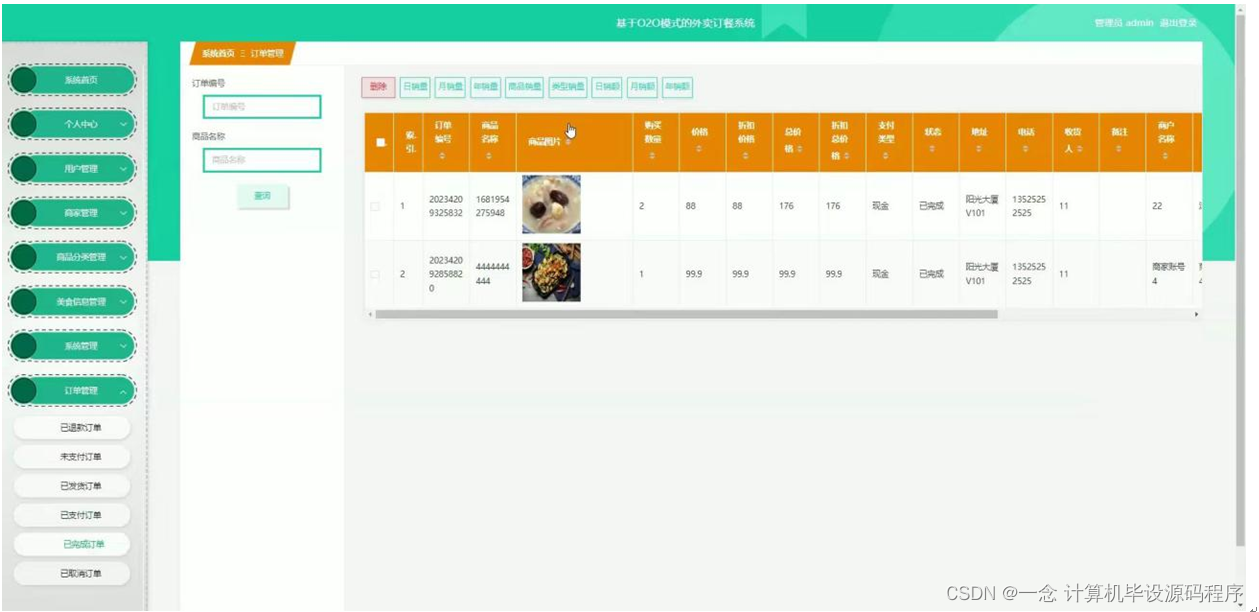 基于O2O模式的外卖订餐系统
管理员 admin 退出登录
系统首页
个人中心
用户管理
商家管理
商品分类管理
美食信息管理
系统管理
订单管理
已退款订单
未支付订单
已发货订单
已支付订单
已完成订单
已取消订单
系统首页 Ξ 订单管理
订单编号
订单编号
商品名称
商品名称
查询
删除 日销量 月销量 年销量 商品销量 类型销量 日销额 月销额 年销额
索引 订单编号 商品名称 商品图片 购买数量 价格 折扣价格 总价格 折扣总价格 支付类型 状态 地址 电话 收货人 备注 商户名称
1 20234209325832 1681954275948 2 88 88 176 176 现金 已完成 阳光大厦V101 13525252525 11 22
2 202342092858820 4444444444 1 99.9 99.9 99.9 99.9 现金 已完成 阳光大厦V101 13525252525 11 商家账号4
CSDN @一念 计算机毕设源码程序